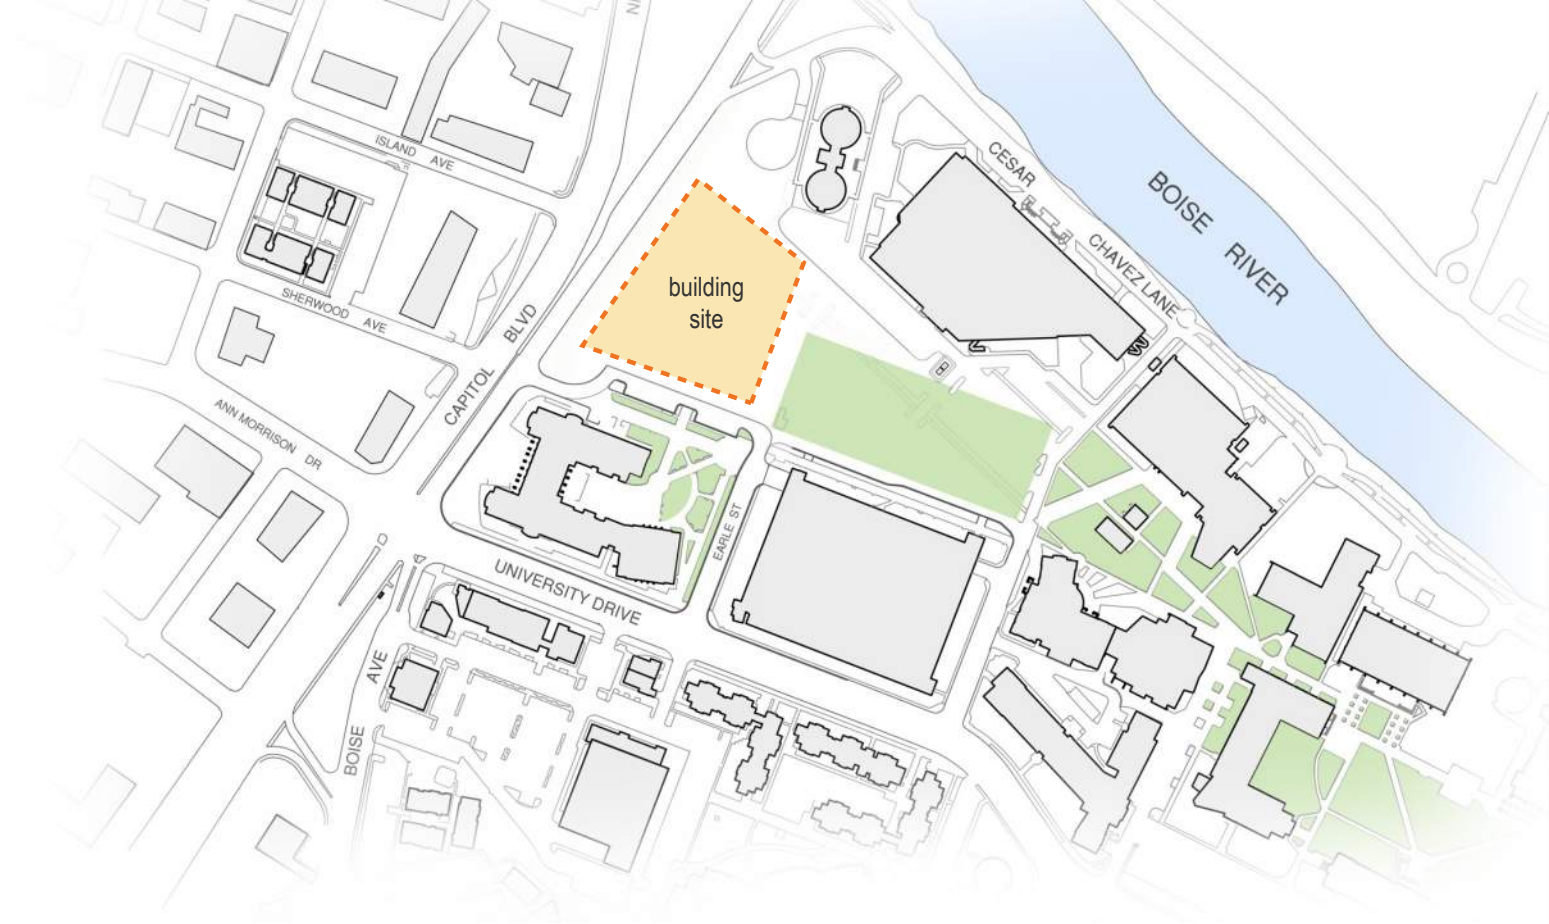 ISLAND AVE
CESAR
CHAVEZ LANE
BOISE RIVER
building
site
SHERWOOD AVE
CAPITOL BLVD
ANN MORRISON DR
EARLE ST
UNIVERSITY DRIVE
BOISE AVE